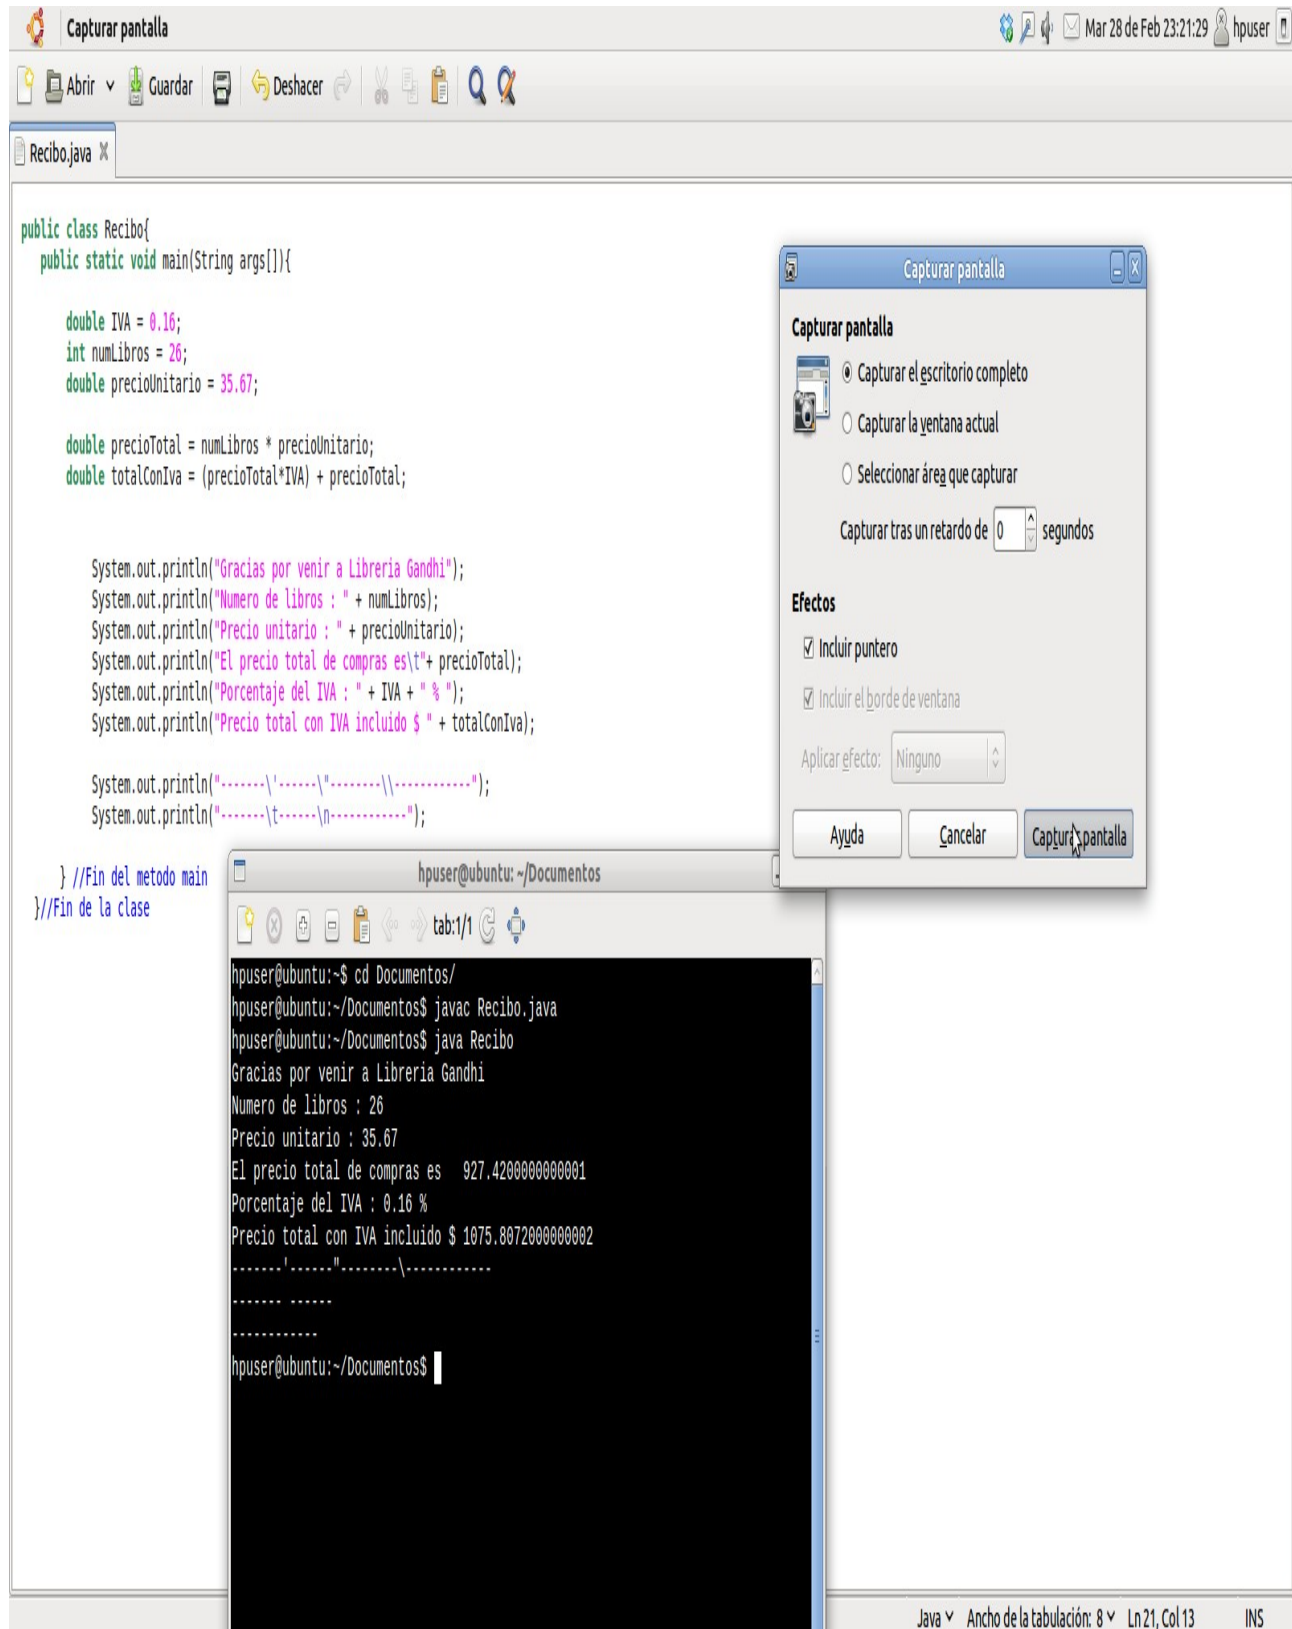 Capturar pantalla
Mar 28 de Feb 23:21:29 hpuser
Abrir Guardar Deshacer
Recibo.java
public class Recibo{
public static void main(String args[]){
double IVA = 0.16;
int numLibros = 26;
double precioUnitario = 35.67;
double precioTotal = numLibros * precioUnitario;
double totalConIva = (precioTotal*IVA) + precioTotal;
System.out.println("Gracias por venir a Libreria Gandhi");
System.out.println("Numero de libros : " + numLibros);
System.out.println("Precio unitario : " + precioUnitario);
System.out.println("El precio total de compras es\t"+ precioTotal);
System.out.println("Porcentaje del IVA : " + IVA + " % ");
System.out.println("Precio total con IVA incluido $ " + totalConIva);
System.out.println("-------\'------\"--------\\------------");
System.out.println("-------\t------\n------------");
} //Fin del metodo main
}//Fin de la clase
Capturar pantalla
Capturar pantalla
Capturar el escritorio completo
Capturar la ventana actual
Seleccionar área que capturar
Capturar tras un retardo de 0 segundos
Efectos
Incluir puntero
Incluir el borde de ventana
Aplicar efecto: Ninguno
Ayuda Cancelar Capturar pantalla
hpuser@ubuntu: ~/Documentos
tab:1/1
hpuser@ubuntu:~$ cd Documentos/
hpuser@ubuntu:~/Documentos$ javac Recibo.java
hpuser@ubuntu:~/Documentos$ java Recibo
Gracias por venir a Libreria Gandhi
Numero de libros : 26
Precio unitario : 35.67
El precio total de compras es 927.4200000000001
Porcentaje del IVA : 0.16 %
Precio total con IVA incluido $ 1075.8072000000002
-------'------"--------\------------
------- ------
------------
hpuser@ubuntu:~/Documentos$
Java Ancho de la tabulación: 8 Ln 21, Col 13 INS